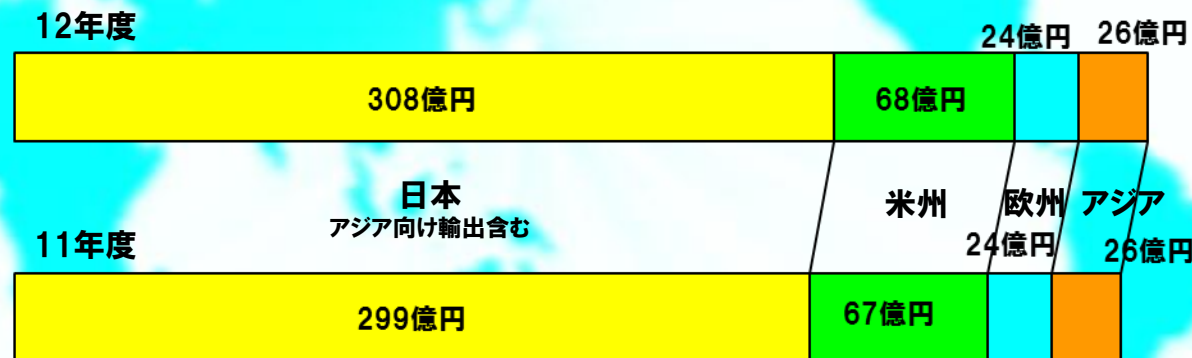 12年度
24億円 26億円
308億円 68億円
日本 米州 欧州 アジア
アジア向け輸出含む
11年度 24億円 26億円
299億円 67億円